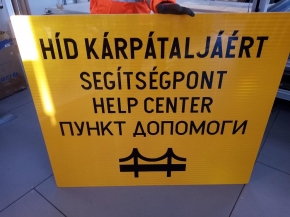 HÍD KÁRPÁTALJÁÉRT
SEGÍTSÉGPONT
HELP CENTER
ПУНКТ ДОПОМОГИ